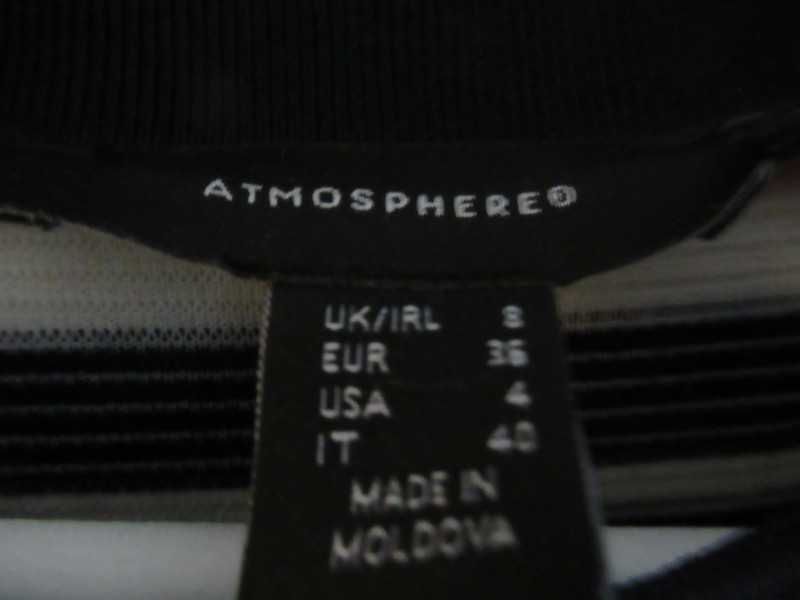 ATMOSPHERE®
UK/IRL 8
EUR 36
USA 4
IT 40
MADE IN
MOLDOVA